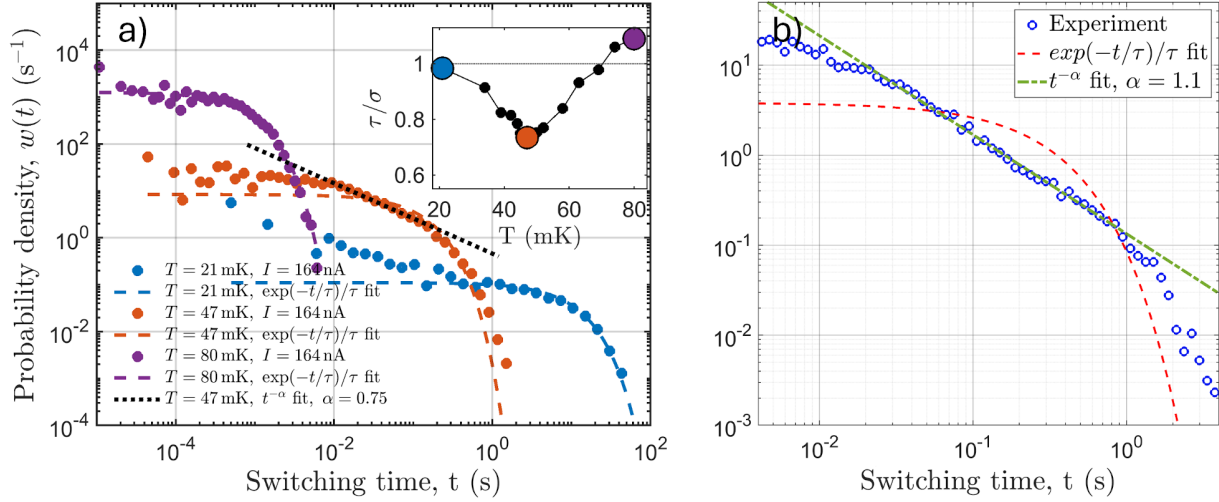 a)
Probability density, w(t) (s⁻¹)
10⁴
10²
10⁰
10⁻²
10⁻⁴
10⁻⁴
10⁻²
10⁰
10²
Switching time, t (s)
T = 21 mK, I = 164 nA
T = 21 mK, exp(−t/τ)/τ fit
T = 47 mK, I = 164 nA
T = 47 mK, exp(−t/τ)/τ fit
T = 80 mK, I = 164 nA
T = 80 mK, exp(−t/τ)/τ fit
T = 47 mK, t⁻ᵅ fit, α = 0.75
τ/σ
1
0.8
0.6
20
40
60
80
T (mK)
b)
Experiment
exp(−t/τ)/τ fit
t⁻ᵅ fit, α = 1.1
10¹
10⁰
10⁻¹
10⁻²
10⁻³
10⁻²
10⁻¹
10⁰
Switching time, t (s)